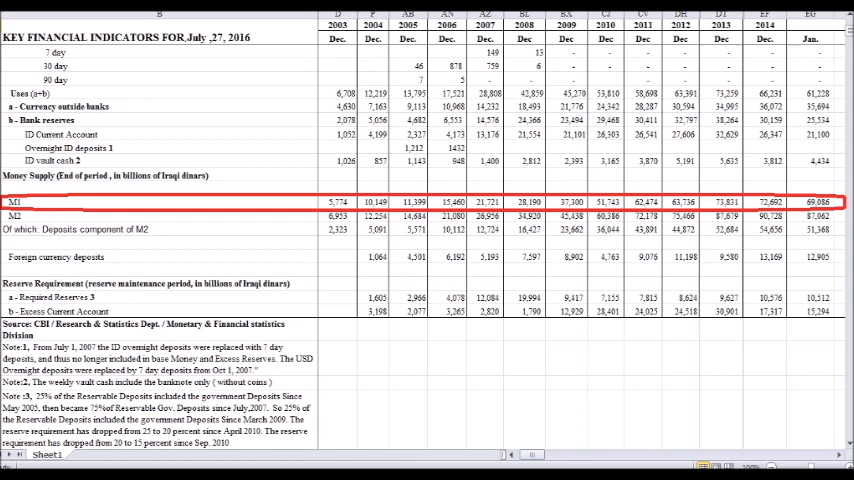 B D P AB AN AZ BL BX CJ CV DH DT EF EG
2003 2004 2005 2006 2007 2008 2009 2010 2011 2012 2013 2014
KEY FINANCIAL INDICATORS FOR,July ,27, 2016 Dec. Dec. Dec. Dec. Dec. Dec. Dec. Dec Dec Dec Dec Dec. Jan.
7 day 149 13 - - - - - - -
30 day 46 878 759 6 - - - - - - -
90 day 7 5 - - - - - - - - -
Uses (a+b) 6,708 12,219 13,795 17,521 28,808 42,859 45,270 53,810 58,698 63,391 73,259 66,231 61,228
a - Currency outside banks 4,630 7,163 9,113 10,968 14,232 18,493 21,776 24,342 28,287 30,594 34,995 36,072 35,694
b - Bank reserves 2,078 5,056 4,682 6,553 14,576 24,366 23,494 29,468 30,411 32,797 38,264 30,159 25,534
ID Current Account 1,052 4,199 2,327 4,173 13,176 21,554 21,101 26,303 26,541 27,606 32,629 26,347 21,100
Overnight ID deposits 1 1,212 1432
ID vault cash 2 1,026 857 1,143 948 1,400 2,812 2,393 3,165 3,870 5,191 5,635 3,812 4,434
Money Supply (End of period , in billions of Iraqi dinars)
M1 5,774 10,149 11,399 15,460 21,721 28,190 37,300 51,743 62,474 63,736 73,831 72,692 69,086
M2 6,953 12,254 14,684 21,080 26,956 34,920 45,438 60,386 72,178 75,466 87,679 90,728 87,062
Of which: Deposits component of M2 2,323 5,091 5,571 10,112 12,724 16,427 23,662 36,044 43,891 44,872 52,684 54,656 51,368
Foreign currency deposits 1,064 4,501 6,192 5,193 7,597 8,902 4,763 9,076 11,198 9,580 13,169 12,905
Reserve Requirement (reserve maintenance period, in billions of Iraqi dinars)
a - Required Reserves 3 1,605 2,966 4,078 12,084 19,994 9,417 7,155 7,815 8,624 9,627 10,576 10,512
b - Excess Current Account 3,198 2,077 3,265 2,820 1,790 12,929 28,401 24,025 24,518 30,901 17,317 15,294
Source: CBI / Research & Statistics Dept. / Monetary & Financial statistics
Division
Note:1, From July 1, 2007 the ID overnight deposits were replaced with 7 day
deposits, and thus no longer included in base Money and Excess Reserves. The USD
Overnight deposits were replaced by 7 day deposits from Oct 1, 2007."
Note:2, The weekly vault cash include the banknote only ( without coins )
Note :3, 25% of the Reservable Deposits included the government Deposits Since
May 2005, then became 75%of Reservable Gov. Deposits since July,2007. So 25% of
the Reservable Deposits included the government Deposits Since March 2009. The
reserve requirement has dropped from 25 to 20 percent since April 2010. The reserve
requirement has dropped from 20 to 15 percent since Sep. 2010
Sheet1
100%